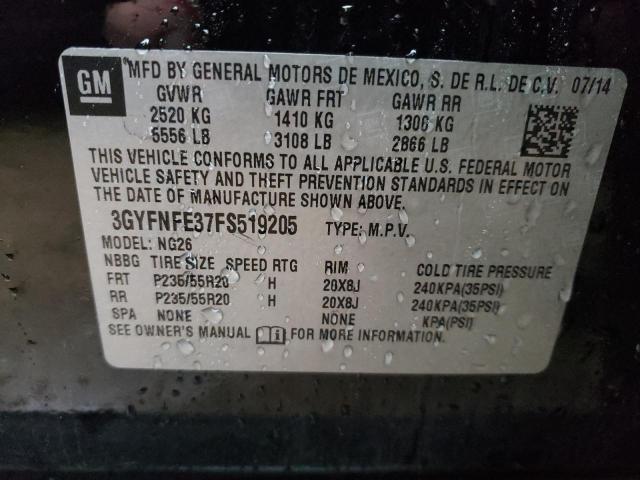 GM
*MFD BY GENERAL MOTORS DE MEXICO, S. DE R.L. DE C.V. 07/14
GVWR GAWR FRT GAWR RR
2520 KG 1410 KG 1300 KG
5556 LB 3108 LB 2866 LB
THIS VEHICLE CONFORMS TO ALL APPLICABLE U.S. FEDERAL MOTOR
VEHICLE SAFETY AND THEFT PREVENTION STANDARDS IN EFFECT ON
THE DATE OF MANUFACTURE SHOWN ABOVE.
3GYFNFE37FS519205 TYPE: M.P.V.
MODEL: NG26
NBBG TIRE SIZE SPEED RTG RIM COLD TIRE PRESSURE
FRT P235/55R20 H 20X8J 240KPA(35PSI)
RR P235/55R20 H 20X8J 240KPA(35PSI)
SPA NONE NONE KPA(PSI)
SEE OWNER'S MANUAL FOR MORE INFORMATION.